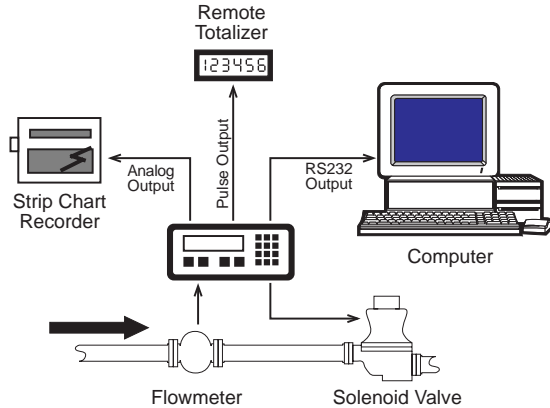 Remote
Totalizer
123456
Pulse Output
Analog
Output
RS232
Output
Strip Chart
Recorder
Computer
Flowmeter
Solenoid Valve